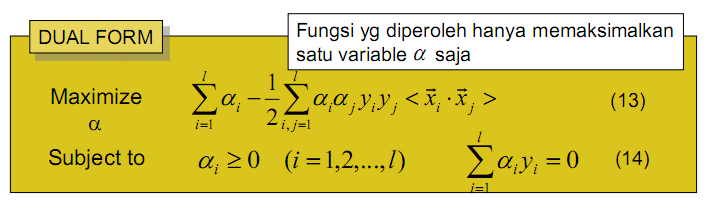 DUAL FORM
Fungsi yg diperoleh hanya memaksimalkan
satu variable α saja
Maximize α ∑_{i=1}^{l} α_i − 1/2 ∑_{i,j=1}^{l} α_i α_j y_i y_j < x⃗_i · x⃗_j > (13)
Subject to α_i ≥ 0 (i = 1,2,...,l) ∑_{i=1}^{l} α_i y_i = 0 (14)